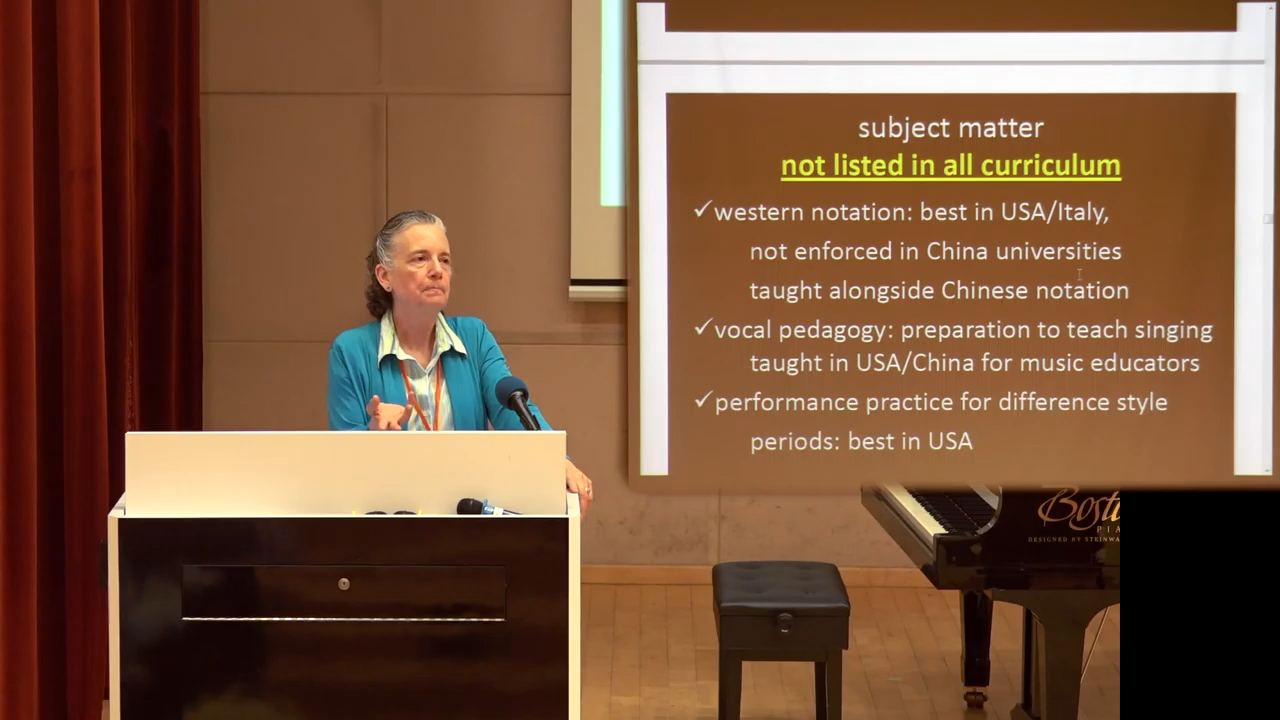 subject matter
not listed in all curriculum
✓western notation: best in USA/Italy,
not enforced in China universities
taught alongside Chinese notation
✓vocal pedagogy: preparation to teach singing
taught in USA/China for music educators
✓performance practice for difference style
periods: best in USA
DESIGNED BY